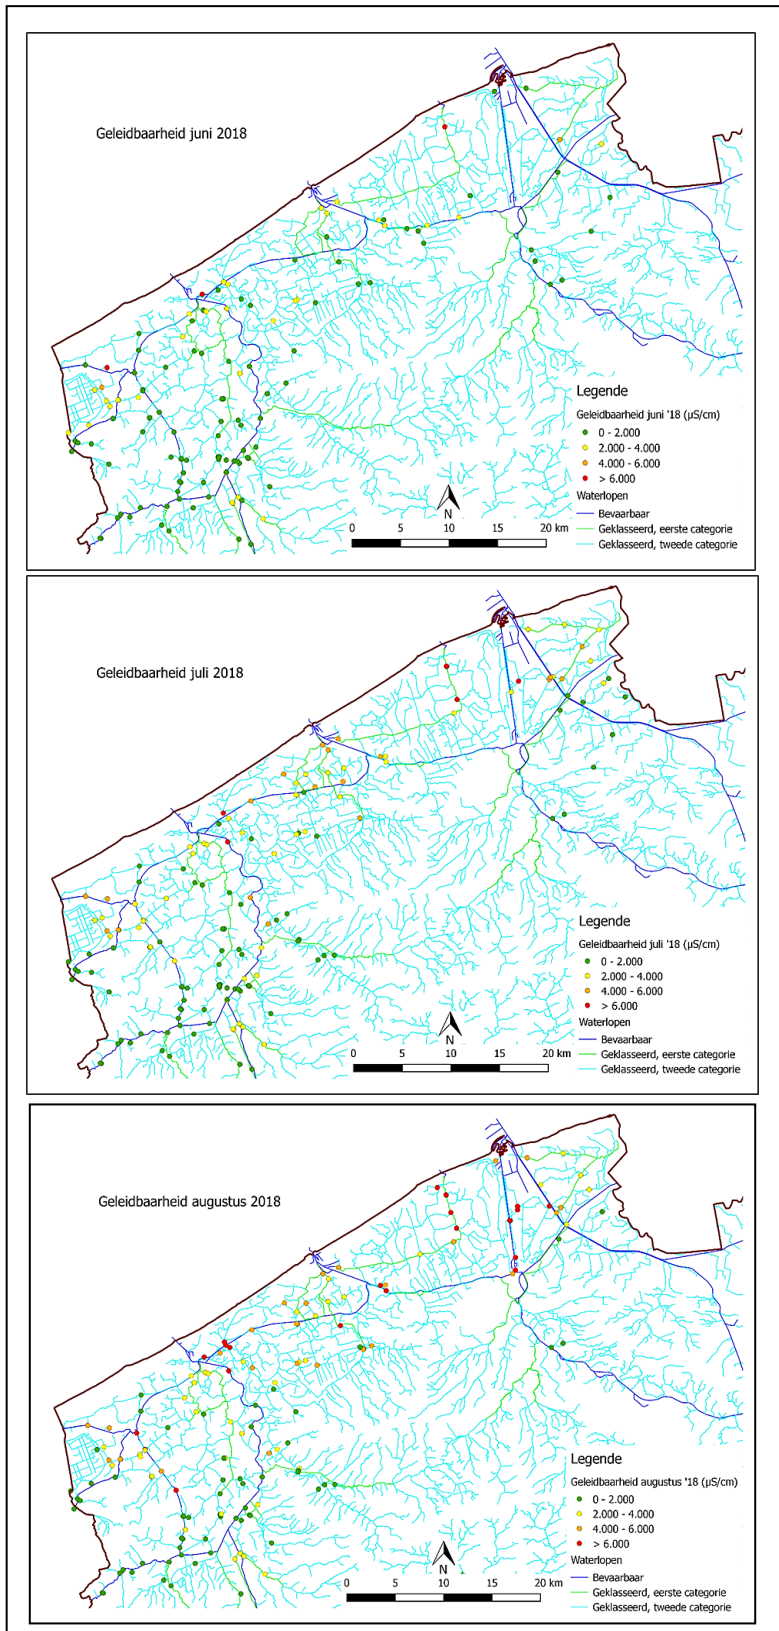 Geleidbaarheid juni 2018
Legende
Geleidbaarheid juni '18 (µS/cm)
0 - 2.000
2.000 - 4.000
4.000 - 6.000
> 6.000
Waterlopen
Bevaarbaar
Geklasseerd, eerste categorie
Geklasseerd, tweede categorie
N
0 5 10 15 20 km
Geleidbaarheid juli 2018
Legende
Geleidbaarheid juli '18 (µS/cm)
0 - 2.000
2.000 - 4.000
4.000 - 6.000
> 6.000
Waterlopen
Bevaarbaar
Geklasseerd, eerste categorie
Geklasseerd, tweede categorie
N
0 5 10 15 20 km
Geleidbaarheid augustus 2018
Legende
Geleidbaarheid augustus '18 (µS/cm)
0 - 2.000
2.000 - 4.000
4.000 - 6.000
> 6.000
Waterlopen
Bevaarbaar
Geklasseerd, eerste categorie
Geklasseerd, tweede categorie
N
0 5 10 15 20 km